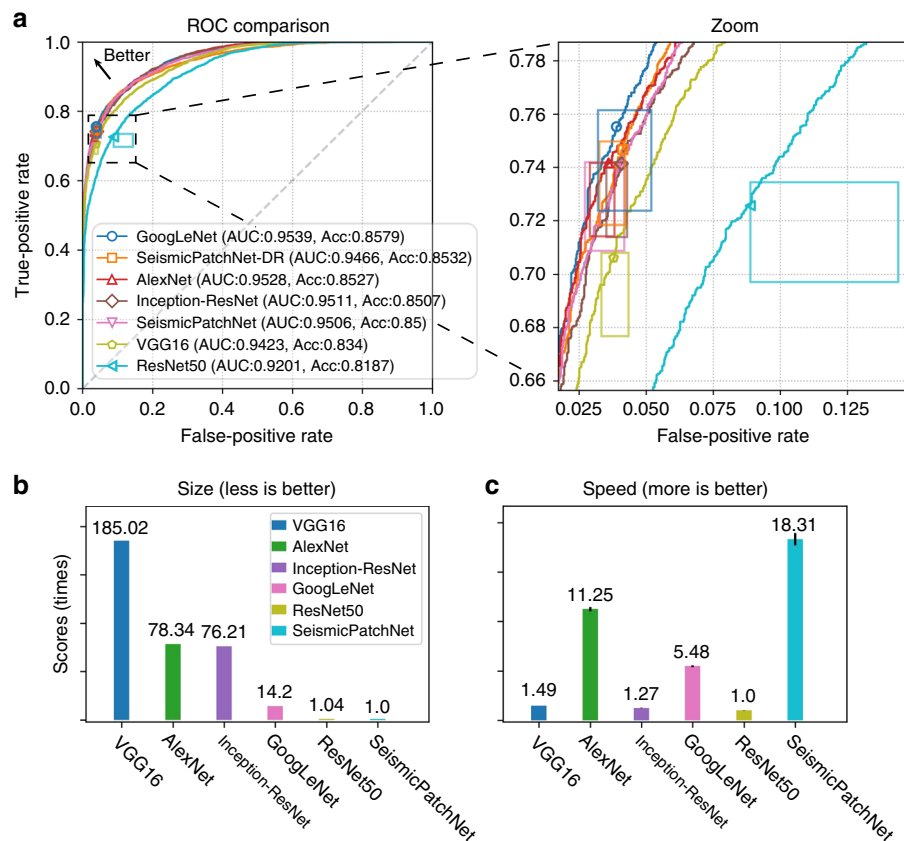 a
ROC comparison
1.0
0.8
0.6
0.4
0.2
0.0
True-positive rate
Better
GoogLeNet (AUC:0.9539, Acc:0.8579)
SeismicPatchNet-DR (AUC:0.9466, Acc:0.8532)
AlexNet (AUC:0.9528, Acc:0.8527)
Inception-ResNet (AUC:0.9511, Acc:0.8507)
SeismicPatchNet (AUC:0.9506, Acc:0.85)
VGG16 (AUC:0.9423, Acc:0.834)
ResNet50 (AUC:0.9201, Acc:0.8187)
0.0 0.2 0.4 0.6 0.8 1.0
False-positive rate
Zoom
0.78
0.76
0.74
0.72
0.70
0.68
0.66
0.025 0.050 0.075 0.100 0.125
False-positive rate
b
Size (less is better)
Scores (times)
185.02
78.34
76.21
14.2
1.04
1.0
VGG16
AlexNet
Inception-ResNet
GoogLeNet
ResNet50
SeismicPatchNet
VGG16
AlexNet
Inception-ResNet
GoogLeNet
ResNet50
SeismicPatchNet
c
Speed (more is better)
1.49
11.25
1.27
5.48
1.0
18.31
VGG16
AlexNet
Inception-ResNet
GoogLeNet
ResNet50
SeismicPatchNet